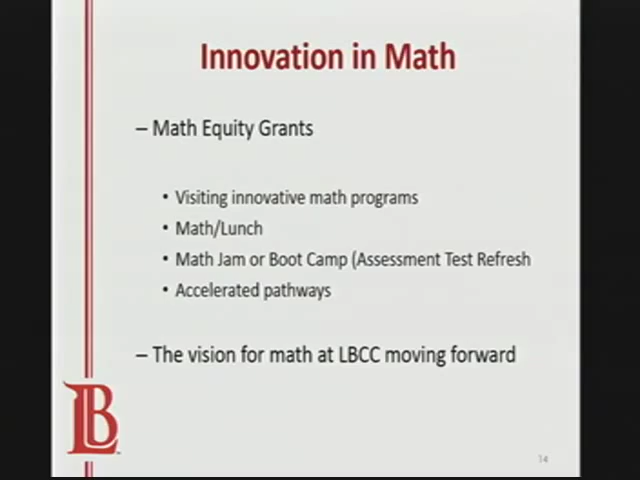 Innovation in Math
– Math Equity Grants
• Visiting innovative math programs
• Math/Lunch
• Math Jam or Boot Camp (Assessment Test Refresh
• Accelerated pathways
– The vision for math at LBCC moving forward
LB
14